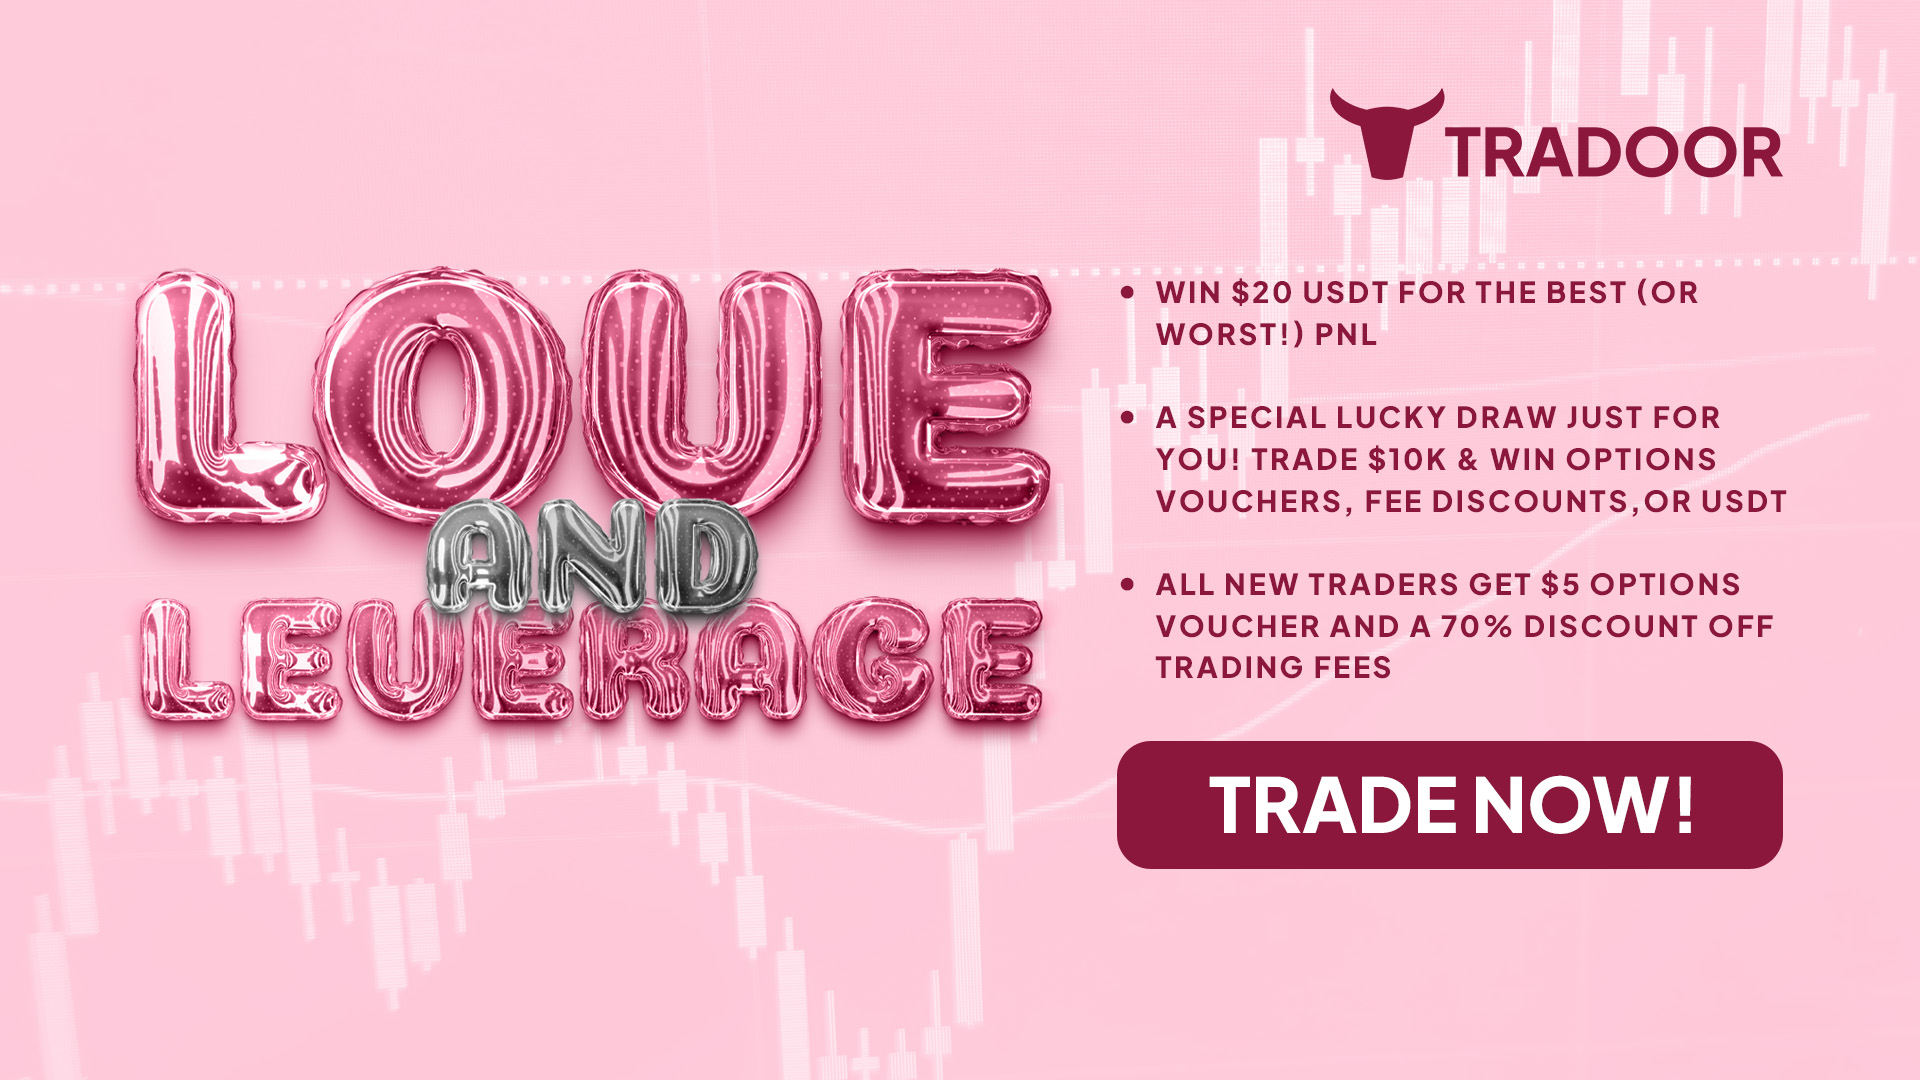 TRADOOR
LOVE
AND
LEVERAGE
• WIN $20 USDT FOR THE BEST (OR
WORST!) PNL
• A SPECIAL LUCKY DRAW JUST FOR
YOU! TRADE $10K & WIN OPTIONS
VOUCHERS, FEE DISCOUNTS,OR USDT
• ALL NEW TRADERS GET $5 OPTIONS
VOUCHER AND A 70% DISCOUNT OFF
TRADING FEES
TRADE NOW!